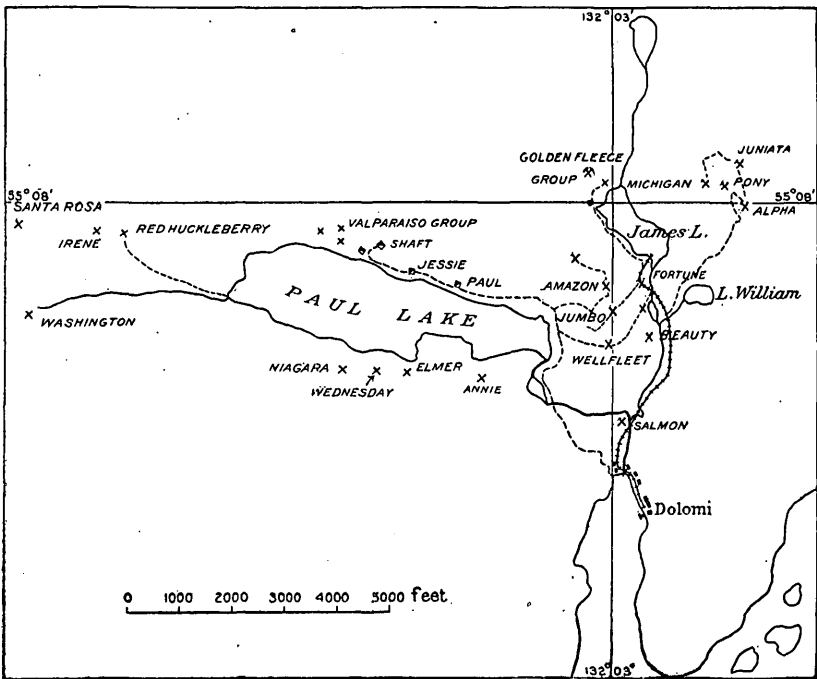 132° 03'
JUNIATA
GOLDEN FLEECE
GROUP
MICHIGAN
PONY
55° 08'
55° 08'
SANTA ROSA
ALPHA
IRENE
RED HUCKLEBERRY
VALPARAISO GROUP
SHAFT
James L.
JESSIE
FORTUNE
PAUL
AMAZON
L. William
PAUL LAKE
JUMBO
WASHINGTON
BEAUTY
WELLFLEET
NIAGARA
ELMER
WEDNESDAY
ANNIE
SALMON
Dolomi
0 1000 2000 3000 4000 5000 feet
132° 03'